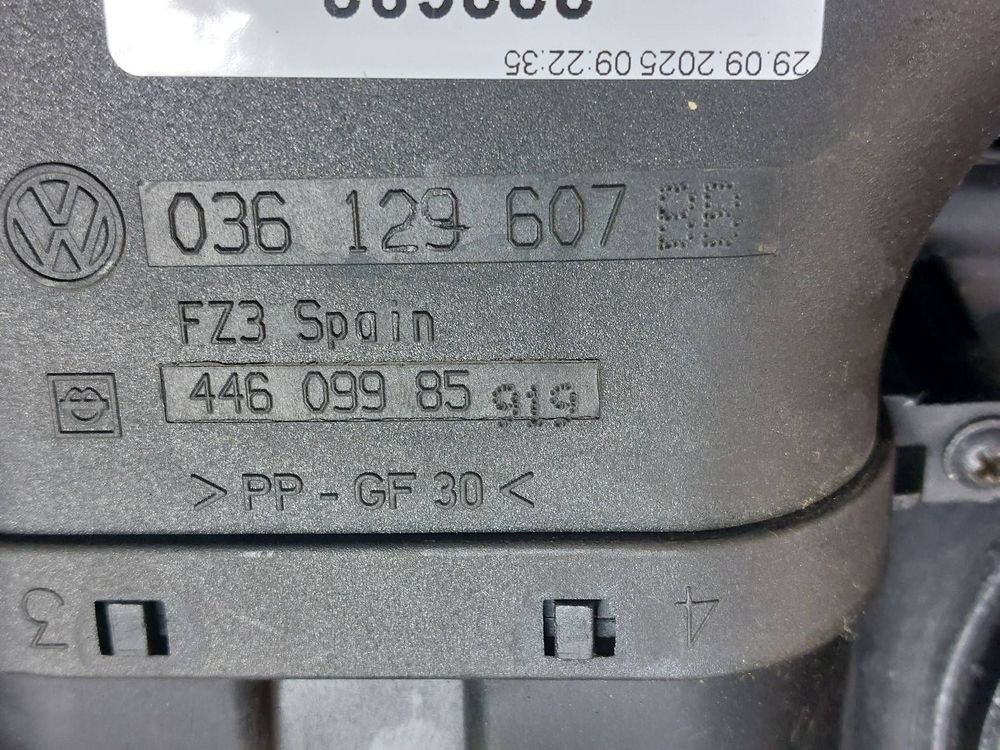 29.09.2025 09:22:35
036 129 607 BB
FZ3 Spain
446 099 85 919
>PP-GF 30<
3
4